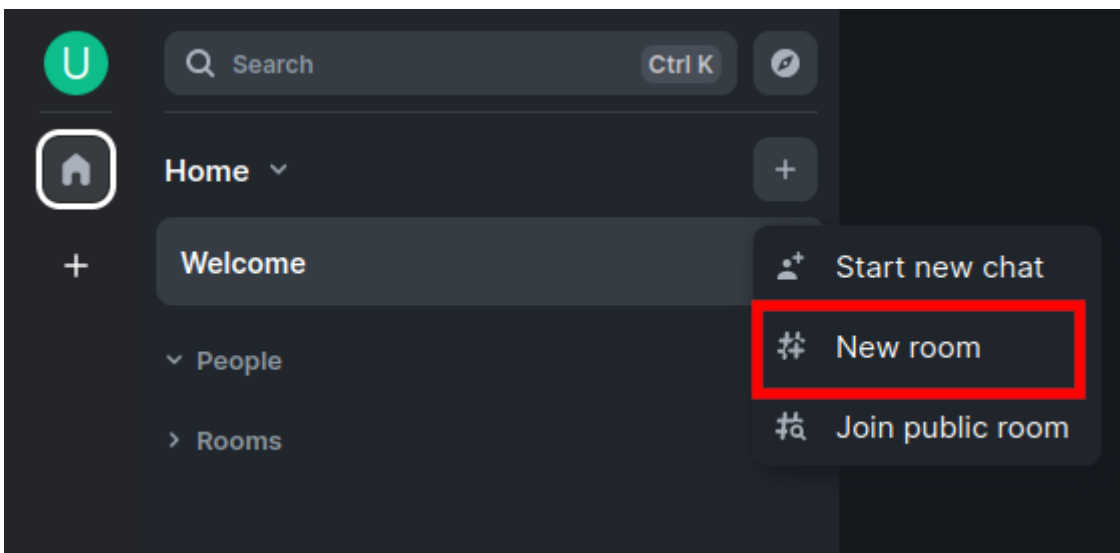 U
Search Ctrl K
Home
Welcome
Start new chat
New room
Join public room
People
Rooms